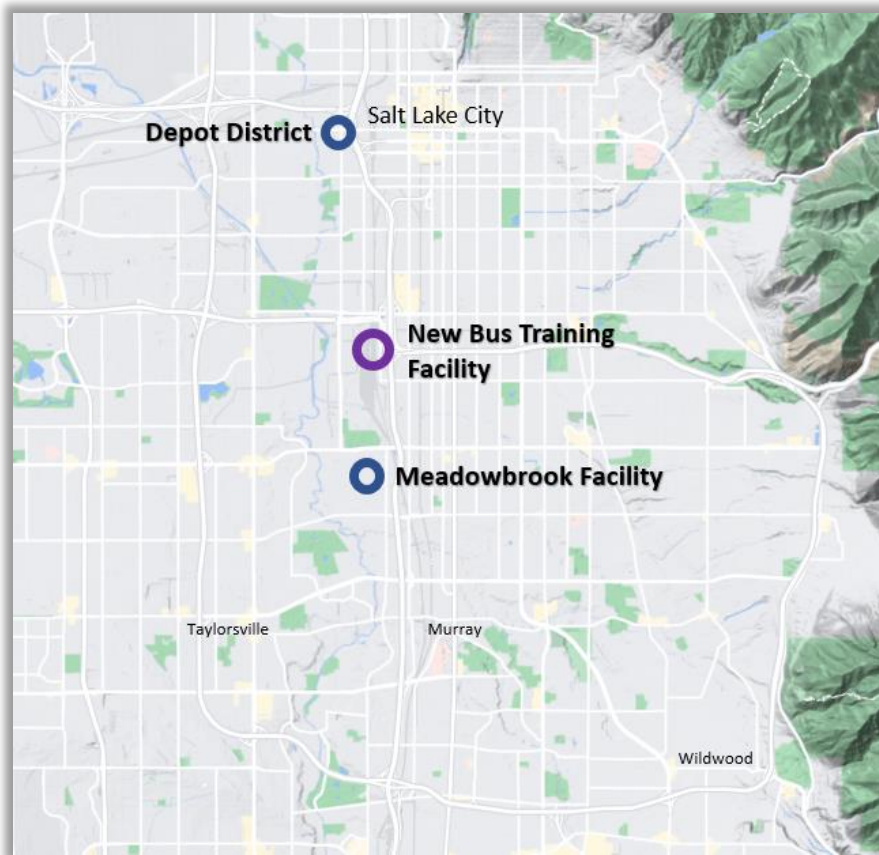 Salt Lake City
Depot District
New Bus Training
Facility
Meadowbrook Facility
Taylorsville
Murray
Wildwood